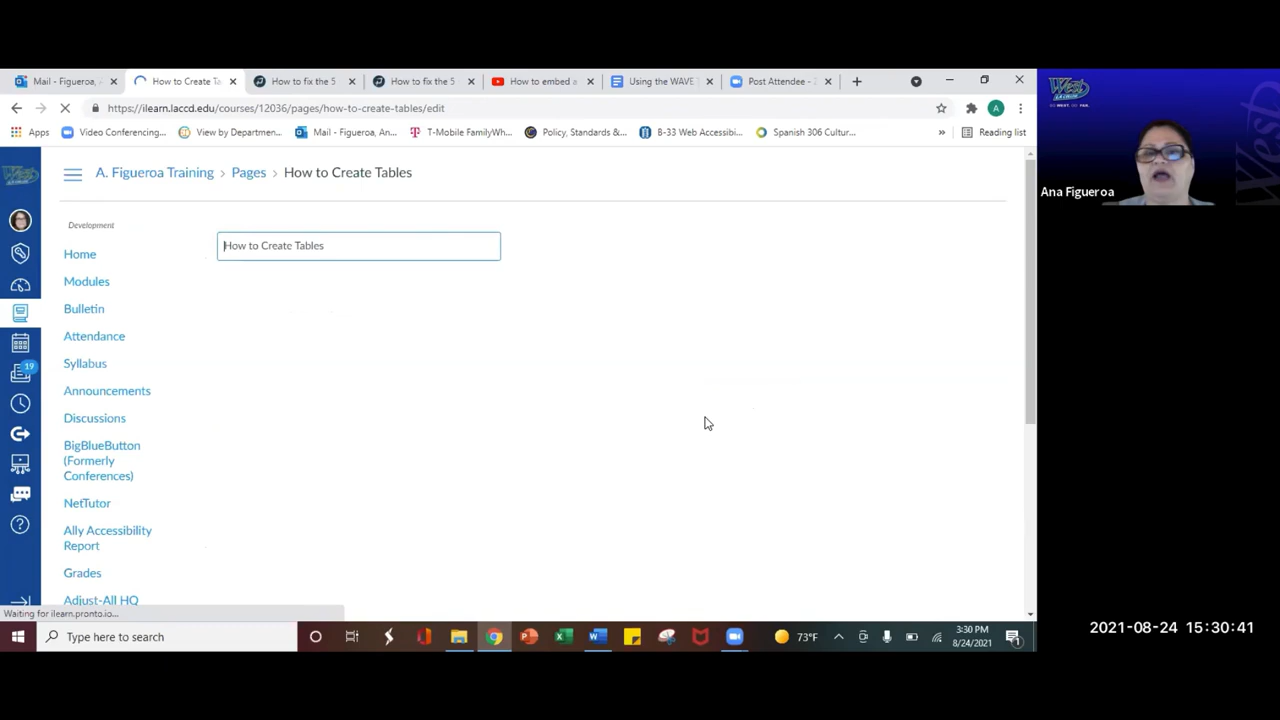 Mail - Figueroa,
How to Create Ta
How to fix the 5
How to fix the 5
How to embed a
Using the WAVE
Post Attendee - Z
https://ilearn.laccd.edu/courses/12036/pages/how-to-create-tables/edit
A
Apps
Video Conferencing...
View by Departmen...
Mail - Figueroa, An...
T-Mobile FamilyWh...
Policy, Standards &...
B-33 Web Accessibi...
Spanish 306 Cultur...
»
Reading list
West
A. Figueroa Training > Pages > How to Create Tables
Ana Figueroa
Development
How to Create Tables
Home
Modules
Bulletin
Attendance
Syllabus
19
Announcements
Discussions
BigBlueButton
(Formerly
Conferences)
NetTutor
Ally Accessibility
Report
Grades
Adjust-All HQ
Waiting for ilearn.pronto.io...
Type here to search
73°F
3:30 PM
8/24/2021
1
2021-08-24 15:30:41